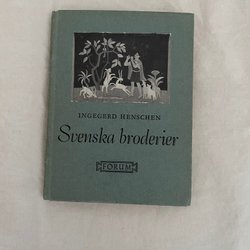 INGEGERD HENSCHEN
Svenska broderier
FORUM